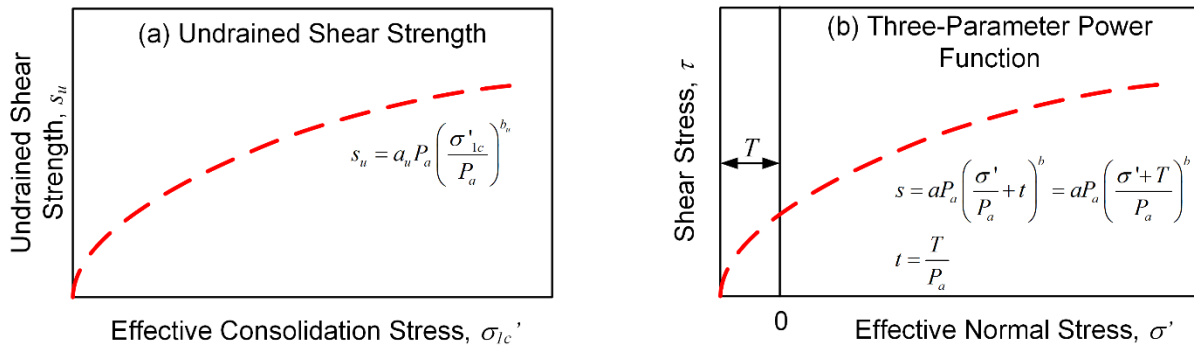 (a) Undrained Shear Strength
Undrained Shear
Strength, s_u
s_u = a_u P_a (σ'_1c / P_a)^b_u
Effective Consolidation Stress, σ_1c’
(b) Three-Parameter Power
Function
Shear Stress, τ
T
s = aP_a (σ' / P_a + t)^b = aP_a (σ'+T / P_a)^b
t = T / P_a
0
Effective Normal Stress, σ’